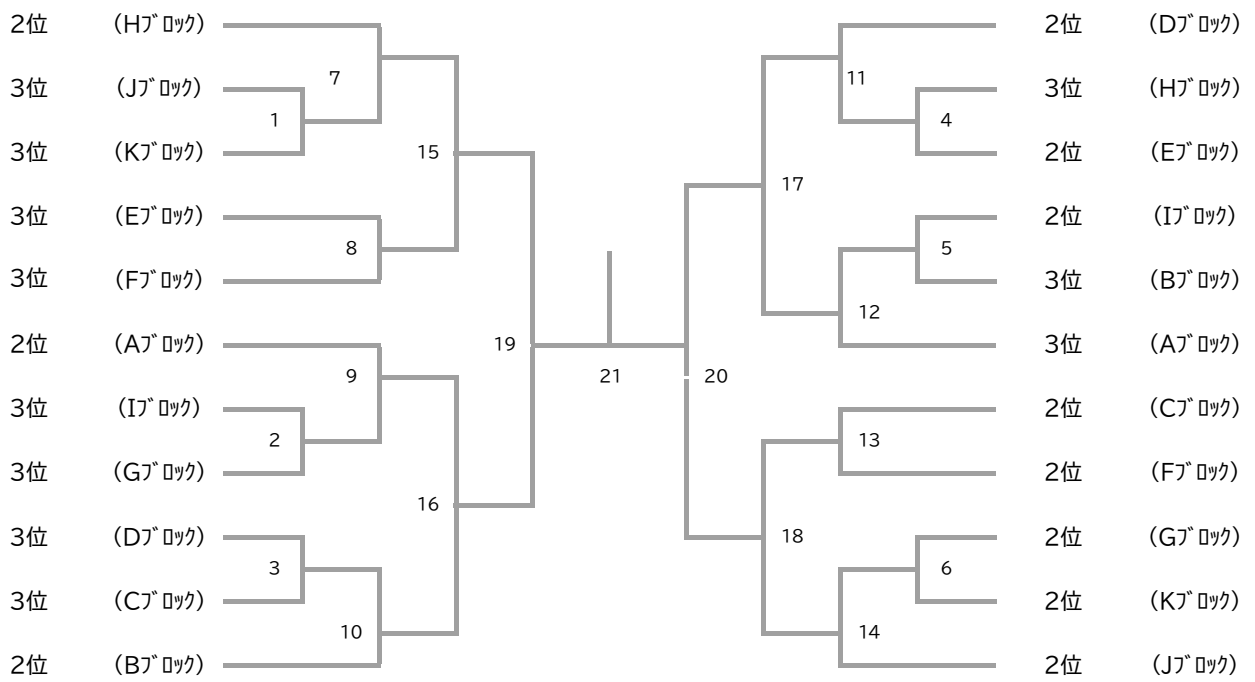 2位 (Hﾌﾞﾛｯｸ) 2位 (Dﾌﾞﾛｯｸ)
7 11
3位 (Jﾌﾞﾛｯｸ) 3位 (Hﾌﾞﾛｯｸ)
1 4
3位 (Kﾌﾞﾛｯｸ) 15 2位 (Eﾌﾞﾛｯｸ)
17
3位 (Eﾌﾞﾛｯｸ) 2位 (Iﾌﾞﾛｯｸ)
8 5
3位 (Fﾌﾞﾛｯｸ) 3位 (Bﾌﾞﾛｯｸ)
12
2位 (Aﾌﾞﾛｯｸ) 19 3位 (Aﾌﾞﾛｯｸ)
9 21 20
3位 (Iﾌﾞﾛｯｸ) 2位 (Cﾌﾞﾛｯｸ)
2 13
3位 (Gﾌﾞﾛｯｸ) 2位 (Fﾌﾞﾛｯｸ)
16
3位 (Dﾌﾞﾛｯｸ) 18 2位 (Gﾌﾞﾛｯｸ)
3 6
3位 (Cﾌﾞﾛｯｸ) 2位 (Kﾌﾞﾛｯｸ)
10 14
2位 (Bﾌﾞﾛｯｸ) 2位 (Jﾌﾞﾛｯｸ)